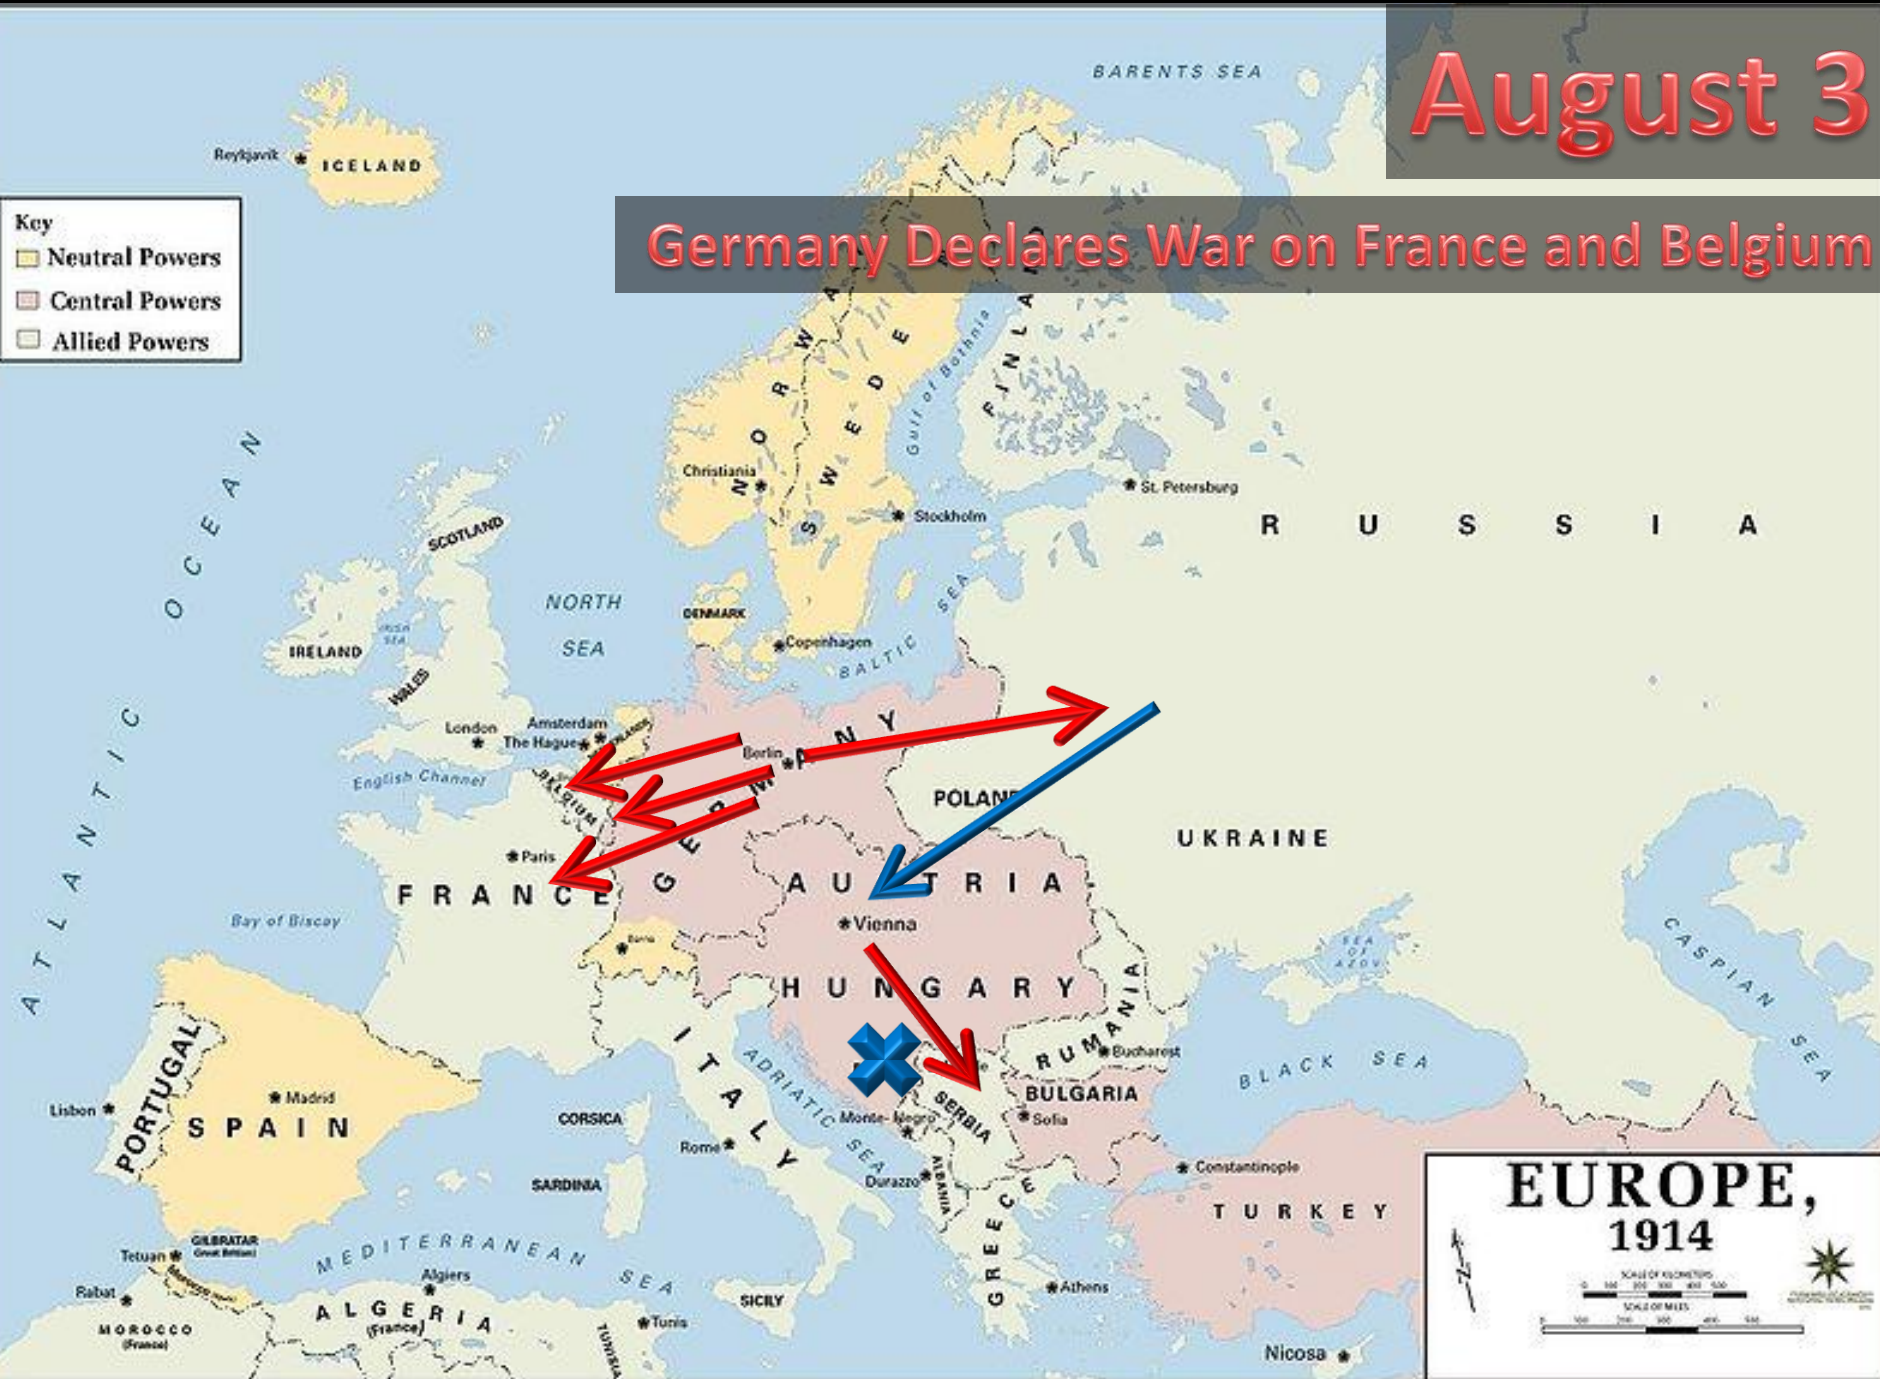 August 3
Germany Declares War on France and Belgium
BARENTS SEA
Reykjavik
ICELAND
Key
Neutral Powers
Central Powers
Allied Powers
NORWAY
SWEDEN
FINLAND
Gulf of Bothnia
Christiania
Stockholm
St. Petersburg
RUSSIA
ATLANTIC OCEAN
SCOTLAND
NORTH
SEA
DENMARK
Copenhagen
BALTIC SEA
IRISH
SEA
IRELAND
WALES
London
Amsterdam
The Hague
English Channel
BELGIUM
Berlin
GERMANY
POLAND
UKRAINE
Paris
FRANCE
AUSTRIA
Vienna
HUNGARY
Bay of Biscay
Berne
SEA
OF
AZOV
CASPIAN SEA
PORTUGAL
Lisbon
Madrid
SPAIN
ITALY
ADRIATIC SEA
RUMANIA
Bucharest
BLACK SEA
BULGARIA
Sofia
SERBIA
Monte-Negro
CORSICA
Rome
SARDINIA
Durazzo
ALBANIA
GREECE
Constantinople
TURKEY
GILBRATAR
(Great Britain)
Tetuan
MEDITERRANEAN SEA
Rabat
Algiers
ALGERIA
(France)
MOROCCO
(France)
Tunis
TUNISIA
SICILY
Athens
Nicosa
EUROPE,
1914
N
SCALE OF KILOMETERS
SCALE OF MILES